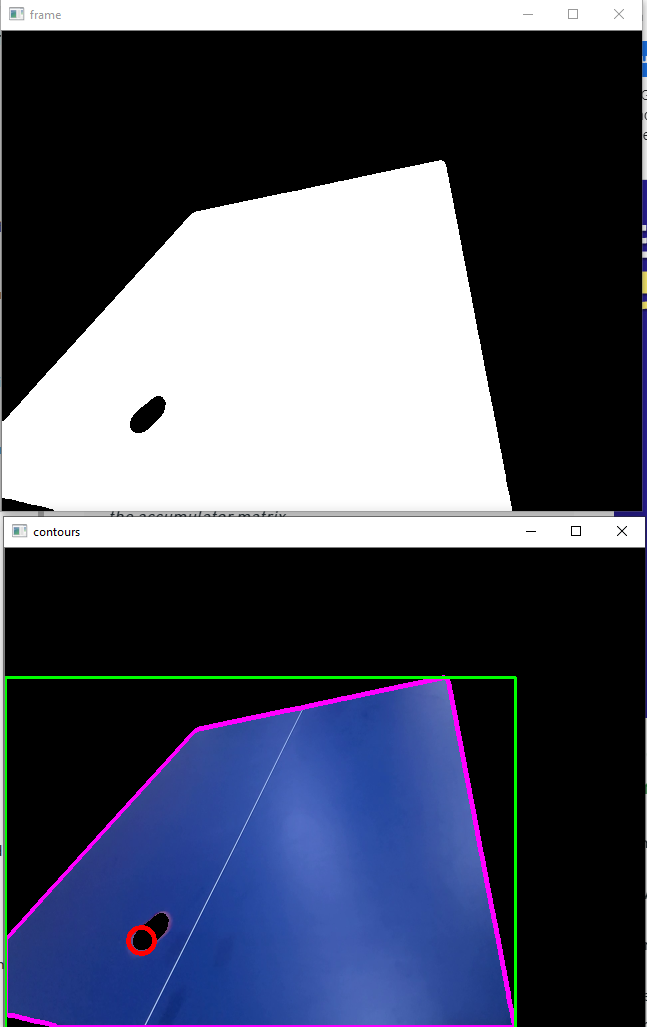 frame
the accumulator matrix
contours